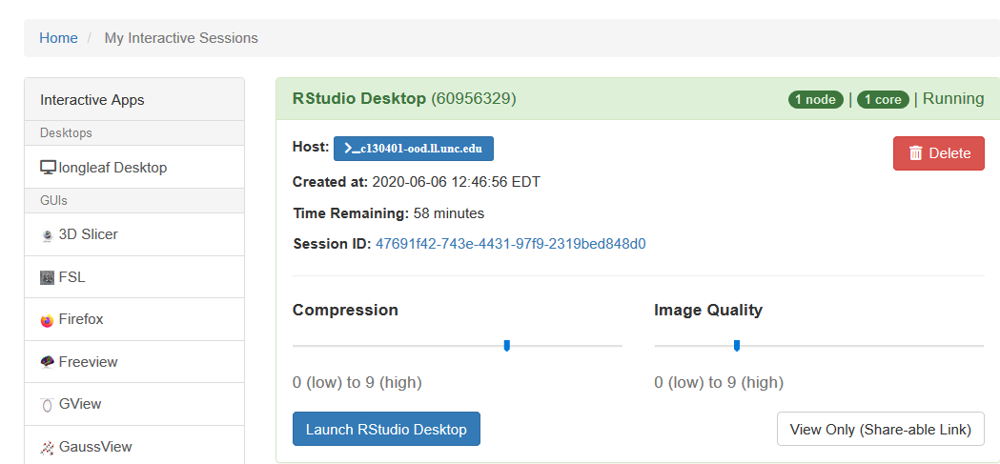 Home / My Interactive Sessions
Interactive Apps
Desktops
longleaf Desktop
GUIs
3D Slicer
FSL
Firefox
Freeview
GView
GaussView
RStudio Desktop (60956329)
1 node | 1 core | Running
Host: >_c130401-ood.ll.unc.edu
Delete
Created at: 2020-06-06 12:46:56 EDT
Time Remaining: 58 minutes
Session ID: 47691f42-743e-4431-97f9-2319bed848d0
Compression
0 (low) to 9 (high)
Image Quality
0 (low) to 9 (high)
Launch RStudio Desktop
View Only (Share-able Link)